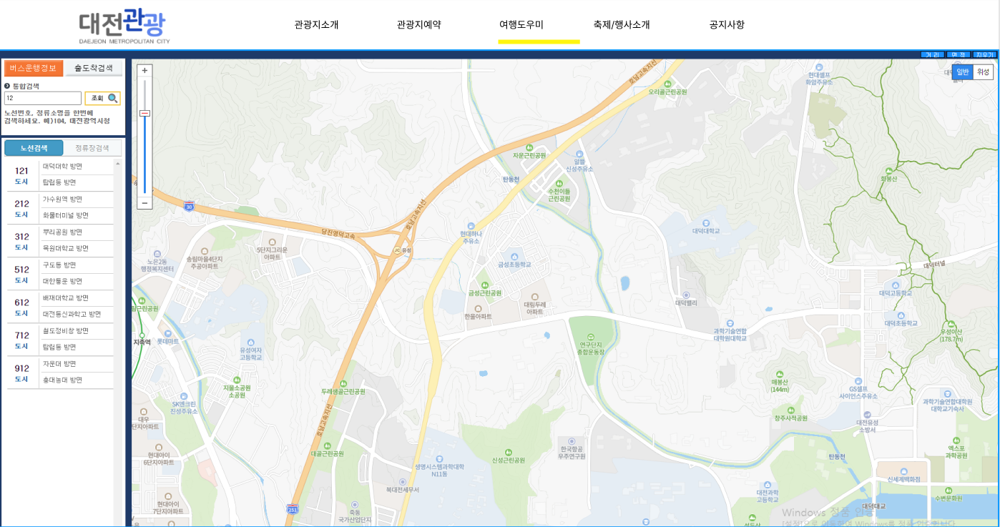 대전관광
DAEJEON METROPOLITAN CITY
관광지소개
관광지예약
여행도우미
축제/행사소개
공지사항
거 리
면 적
지우기
버스운행정보
출도착검색
통합검색
12
조회
노선번호, 정류소명을 한번에
검색하세요. 예)104, 대전광역시청
노선검색
정류장검색
121
도시
대덕대학 방면
탑립동 방면
212
도시
가수원역 방면
화물터미널 방면
312
도시
뿌리공원 방면
목원대학교 방면
512
도시
구도동 방면
대한통운 방면
612
도시
배재대학교 방면
대전동신과학고 방면
712
도시
철도정비창 방면
탑립동 방면
912
도시
자운대 방면
충대농대 방면
+
−
일반
위성
현대셀프
화암주유소
오리골근린공원
호남고속지선
자운근린공원
알뜰
신성주유소
탄동천
수천이뜰
근린공원
화봉산
30
당진영덕고속
호남고속지선
JC 유성
현대하나
주유소
대덕대학교
노은2동
행정복지센터
송림마을4단지
주공아파트
5단지그리운
아파트
금성초등학교
금성근린공원
대림두레
아파트
한울아파트
대덕밸리
대덕터널
대덕고등학교
대덕초등학교
우성이산
(178.7m)
과학기술연합
대학원대학교
연구단지
종합운동장
지족역
롯데마트
유성여자
고등학교
지물소공원
소공원
두레샘골근린공원
매봉산
(144m)
GS셀프
사이언스주유소
과학기술연합대학원
대학교기숙사
SK엔크린
진성주유소
대우
단지아파트
호남고속지선
창주사적공원
대전유성
소방서
현대아이
6단지아파트
대골근린공원
한국항공
우주연구원
신성근린공원
생명시스템과학대학
N11동
탄동천
엑스포
과학공원
신세계백화점
북대전세무서
대전과학
고등학교
수변문화원
현대아이
7단지아파트
251
죽동
국가산업단지
대덕대교
Windows 정품 인증
[설정]으로 이동하여 Windows를 정품 인증합니다.